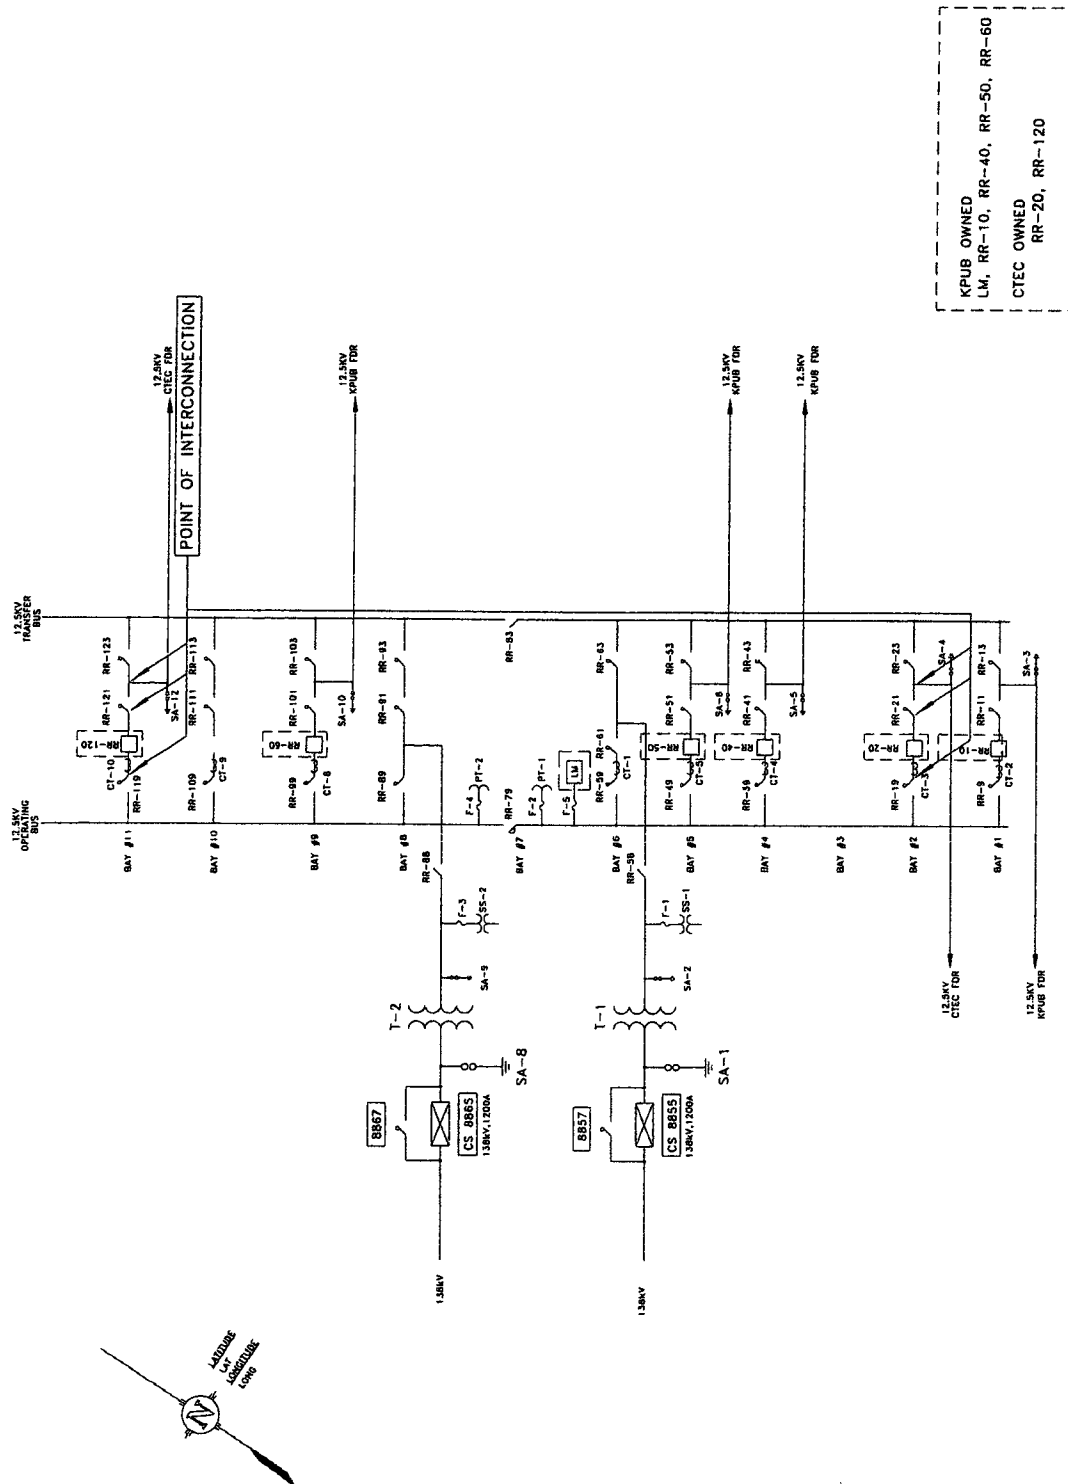 KPUB OWNED
LM, RR-10, RR-40, RR-50, RR-60
CTEC OWNED
RR-20, RR-120
POINT OF INTERCONNECTION
12.5KV
CTEC FDR
12.5KV
KPUB FDR
12.5KV
KPUB FDR
12.5KV
KPUB FDR
12.5KV
TRANSFER
BUS
RR-123
RR-113
RR-103
RR-93
RR-83
RR-63
RR-53
RR-43
RR-23
SA-4
RR-13
SA-3
RR-121
SA-12
RR-111
RR-101
SA-10
RR-91
RR-61
RR-51
SA-6
RR-41
SA-5
RR-21
RR-11
RR-120
RR-60
RR-50
RR-40
RR-20
RR-10
CT-10
RR-119
RR-109
CT-9
RR-99
CT-8
RR-89
F-4
PT-2
RR-79
F-2
PT-1
F-5
LM
RR-59
CT-1
RR-49
CT-5
RR-39
CT-4
RR-19
CT-3
RR-9
CT-2
12.5KV
OPERATING
BUS
BAY #11
BAY #10
BAY #9
BAY #8
BAY #7
BAY #6
BAY #5
BAY #4
BAY #3
BAY #2
BAY #1
RR-88
RR-58
F-3
SS-2
F-1
SS-1
SA-9
SA-2
12.5KV
CTEC FDR
12.5KV
KPUB FDR
T-2
T-1
SA-8
SA-1
8867
CS 8865
138kV,1200A
8857
CS 8855
138kV,1200A
138kV
138kV
LATITUDE
LAT
LONGITUDE
LONG
N